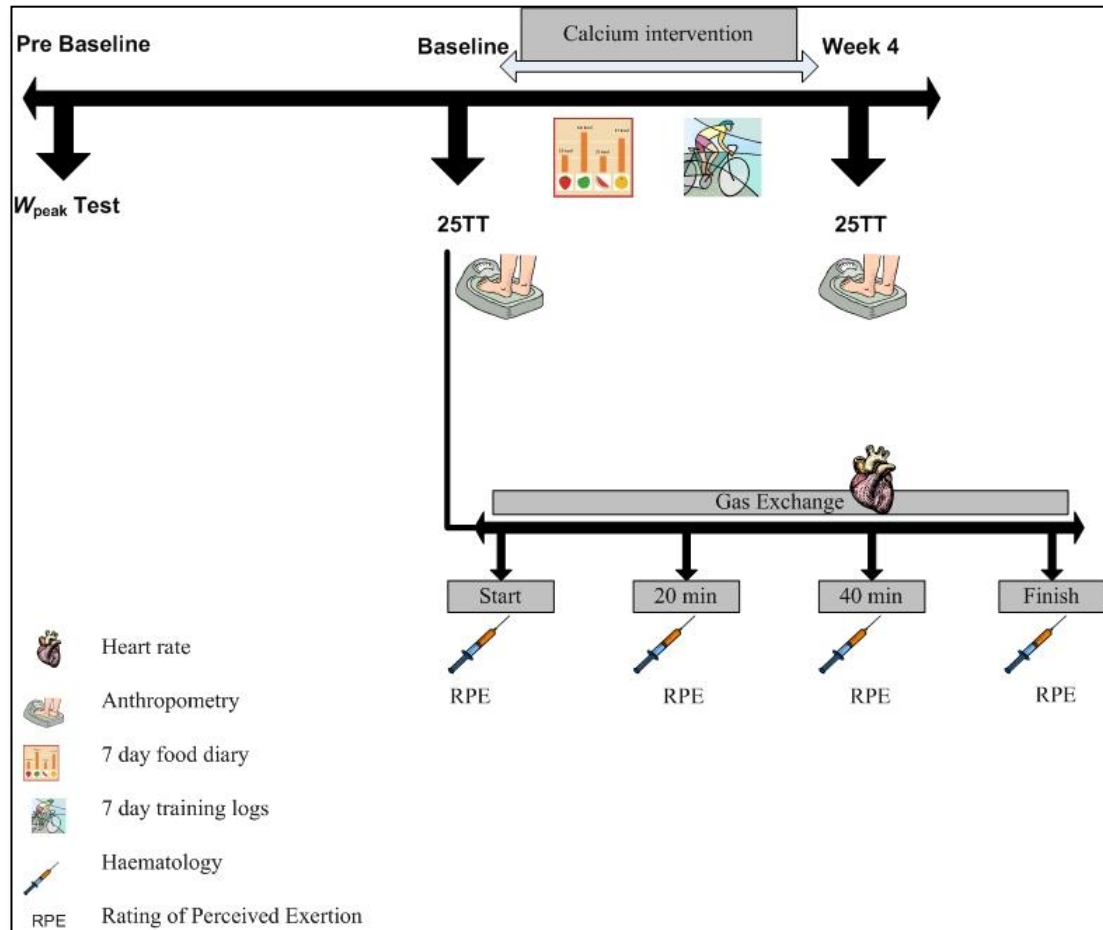 Calcium intervention
Pre Baseline
Baseline
Week 4
W_peak Test
25TT
25TT
Gas Exchange
Start
20 min
40 min
Finish
RPE
RPE
RPE
RPE
Heart rate
Anthropometry
7 day food diary
7 day training logs
Haematology
RPE Rating of Perceived Exertion